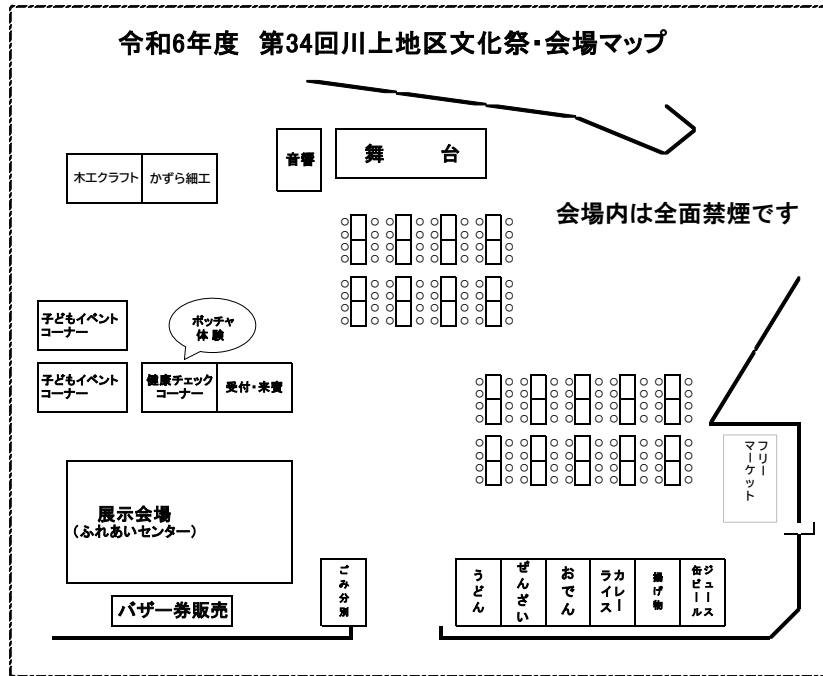 令和6年度 第34回川上地区文化祭・会場マップ
音響
舞 台
木工クラフト
かずら細工
会場内は全面禁煙です
子どもイベント
コーナー
ボッチャ
体験
子どもイベント
コーナー
健康チェック
コーナー
受付・来賓
フリー
マーケット
展示会場
(ふれあいセンター)
バザー券販売
ごみ分別
うどん
ぜんざい
おでん
カレー
ライス
揚げ物
ジュース
缶ビール